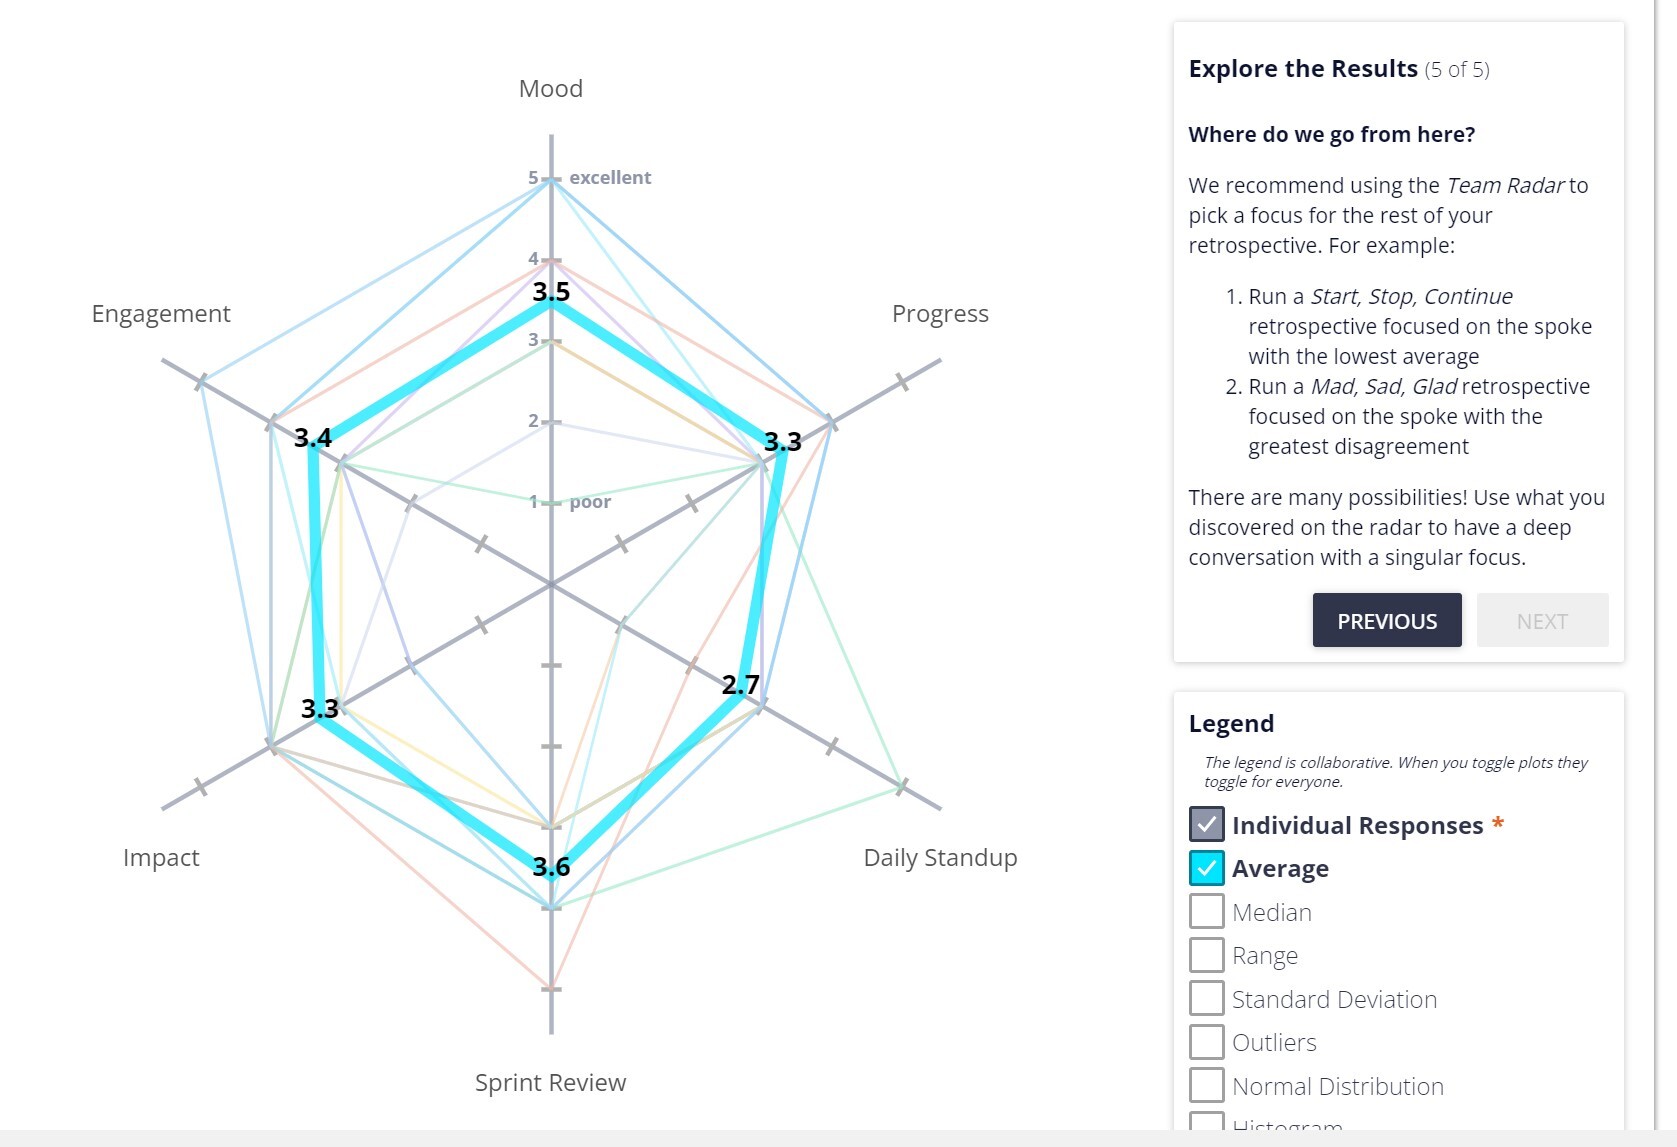 Mood
5 excellent
4
3.5
3
2
1 poor
Engagement
3.4
Progress
3.3
2.7
3.3
3.6
Impact
Daily Standup
Sprint Review
Explore the Results (5 of 5)
Where do we go from here?
We recommend using the Team Radar to
pick a focus for the rest of your
retrospective. For example:
1. Run a Start, Stop, Continue
retrospective focused on the spoke
with the lowest average
2. Run a Mad, Sad, Glad retrospective
focused on the spoke with the
greatest disagreement
There are many possibilities! Use what you
discovered on the radar to have a deep
conversation with a singular focus.
PREVIOUS
NEXT
Legend
The legend is collaborative. When you toggle plots they
toggle for everyone.
Individual Responses *
Average
Median
Range
Standard Deviation
Outliers
Normal Distribution
Histogram